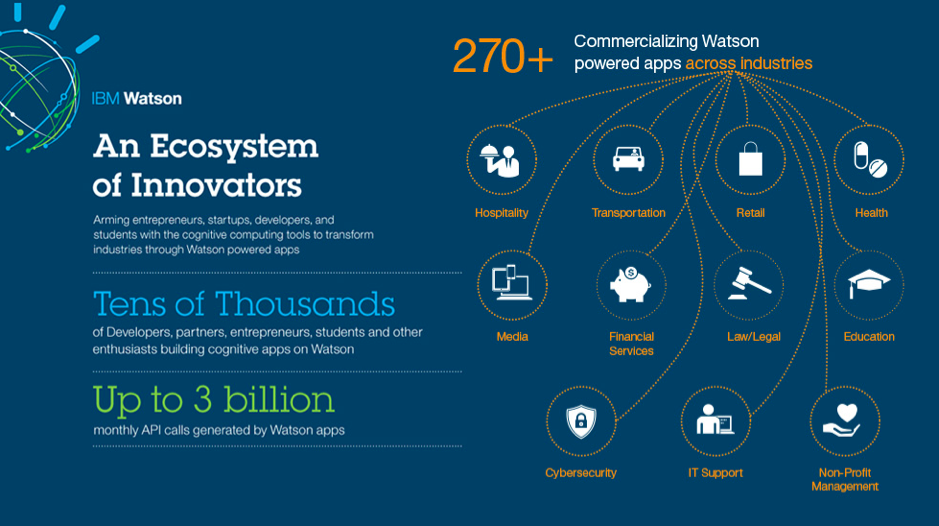 IBM Watson
An Ecosystem
of Innovators
Arming entrepreneurs, startups, developers, and
students with the cognitive computing tools to transform
industries through Watson powered apps
Tens of Thousands
of Developers, partners, entrepreneurs, students and other
enthusiasts building cognitive apps on Watson
Up to 3 billion
monthly API calls generated by Watson apps
270+
Commercializing Watson
powered apps across industries
Hospitality
Transportation
Retail
Health
Media
Financial
Services
$
Law/Legal
Education
Cybersecurity
IT Support
Non-Profit
Management